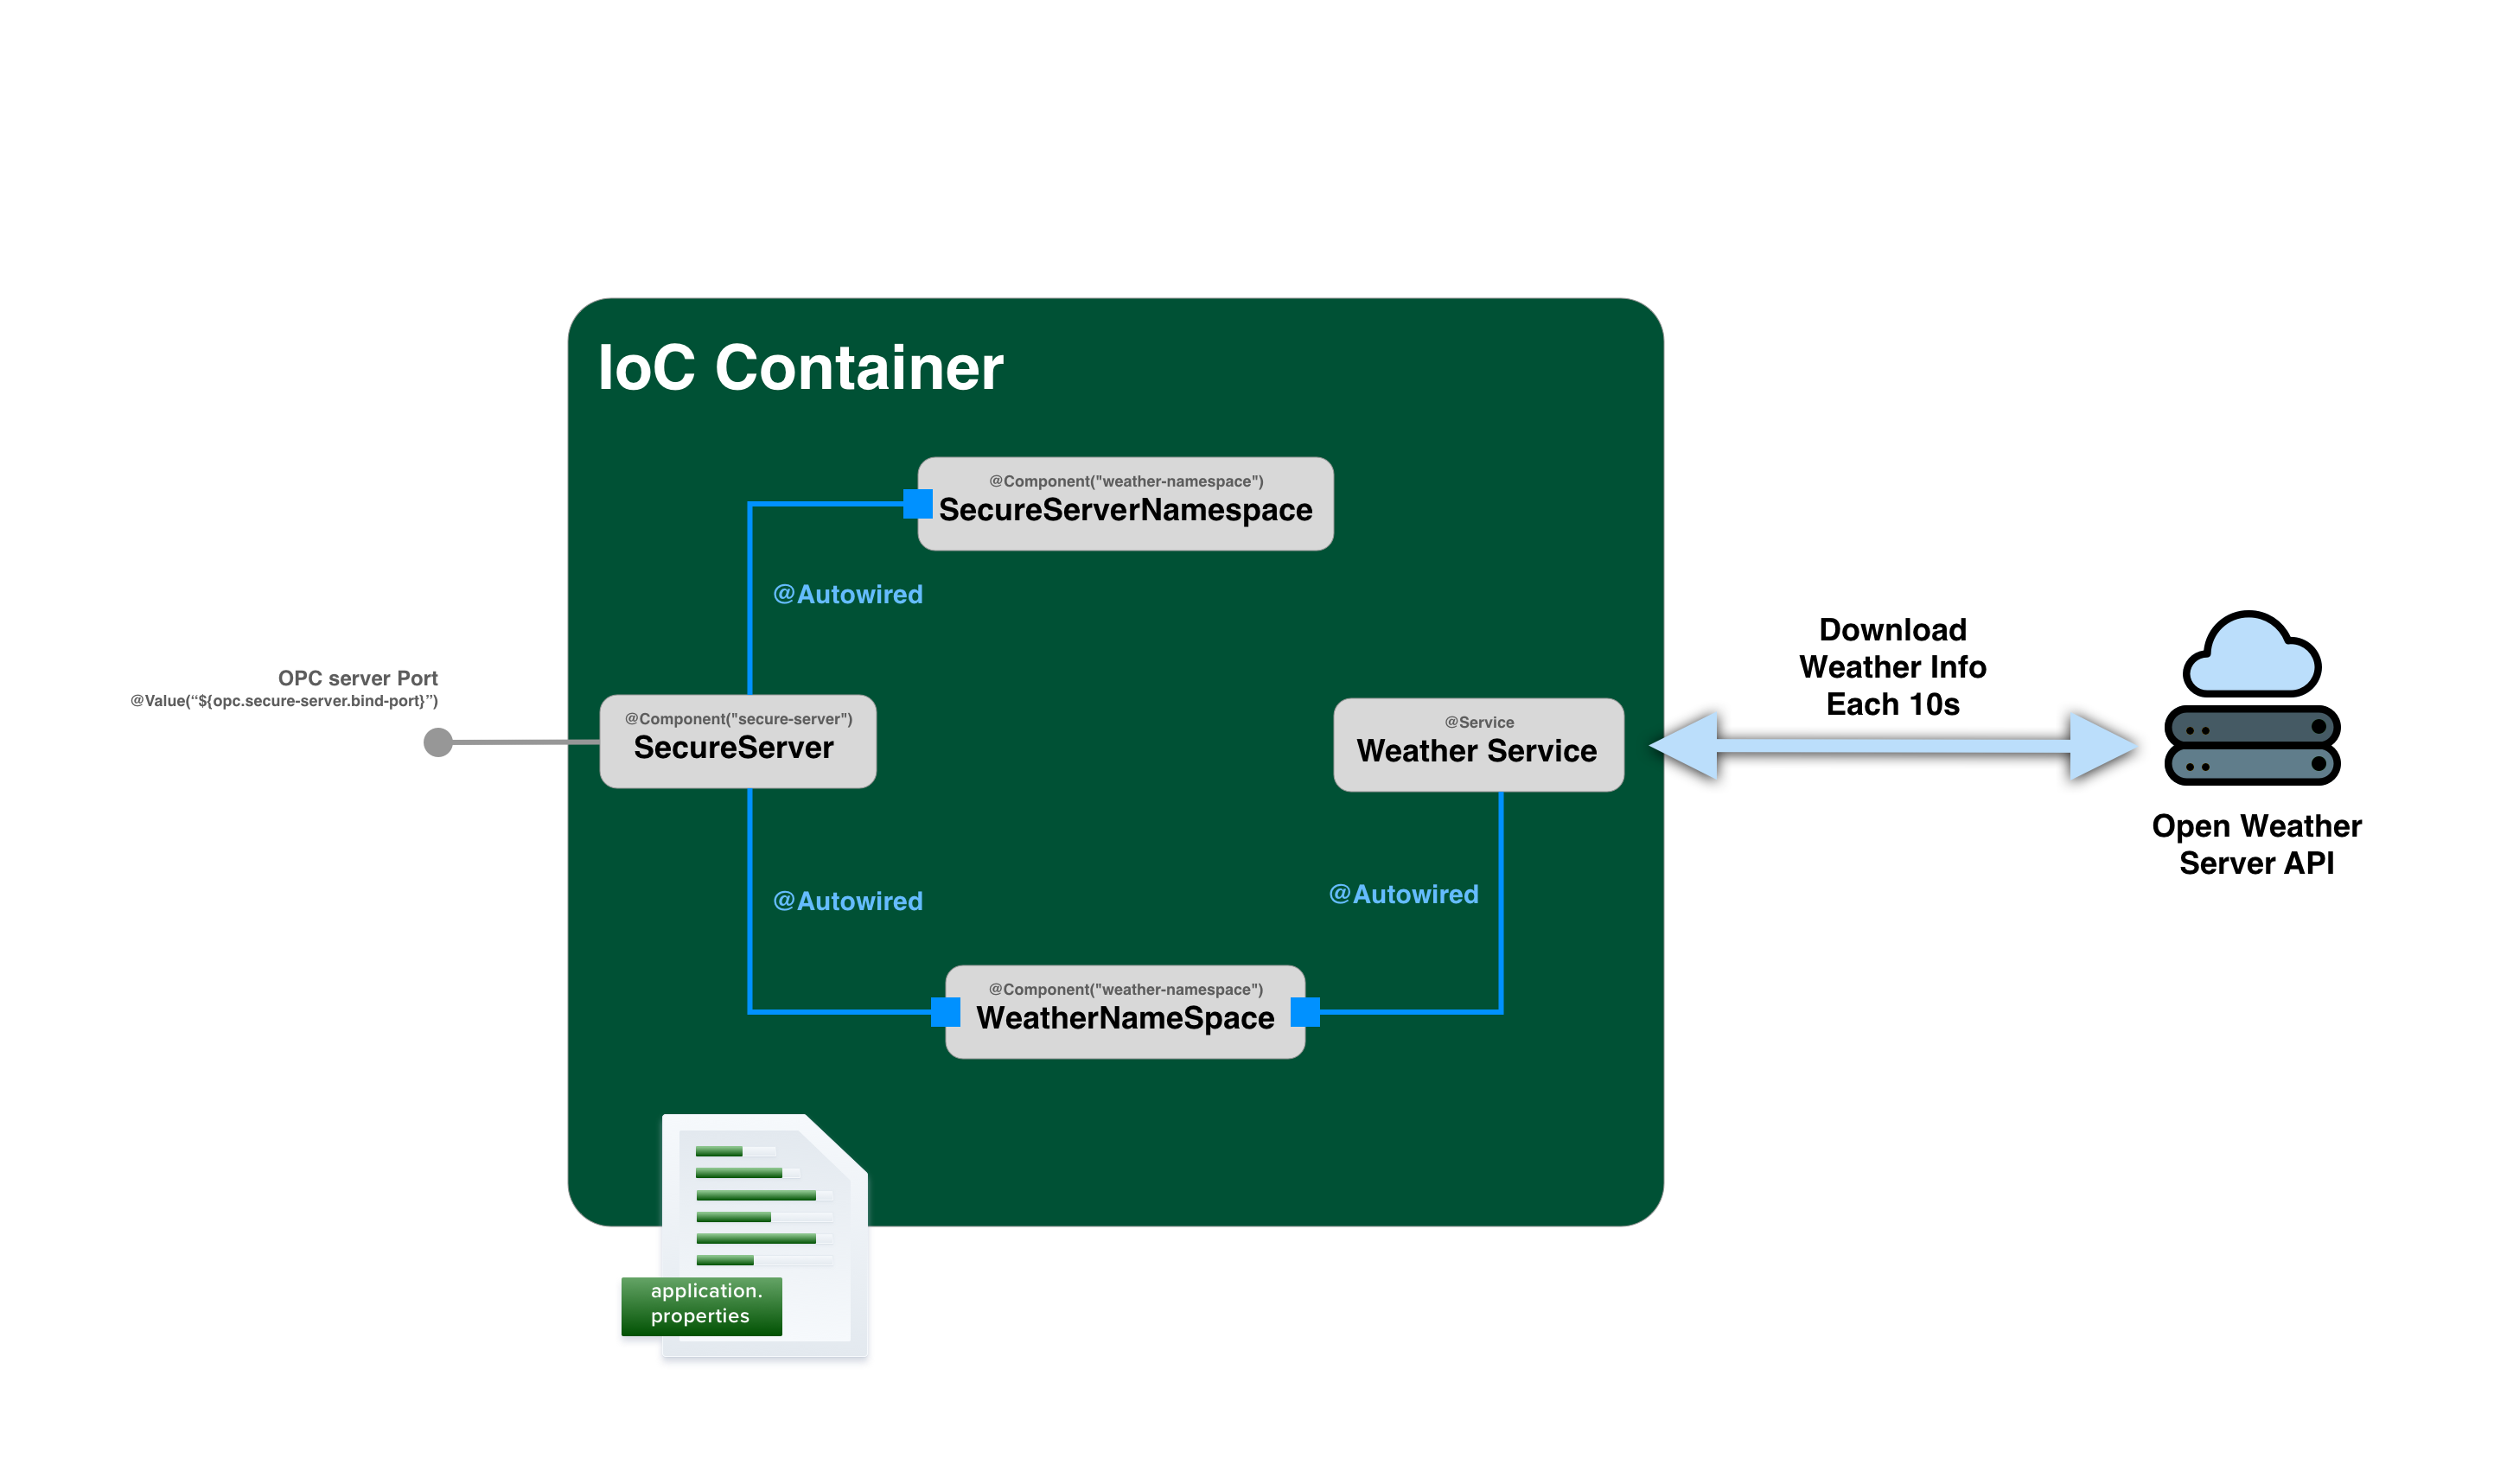 IoC Container
@Component("weather-namespace")
SecureServerNamespace
@Autowired
OPC server Port
@Value(“${opc.secure-server.bind-port}”)
@Component("secure-server")
SecureServer
@Service
Weather Service
Download
Weather Info
Each 10s
Open Weather
Server API
@Autowired
@Autowired
@Component("weather-namespace")
WeatherNameSpace
application.
properties